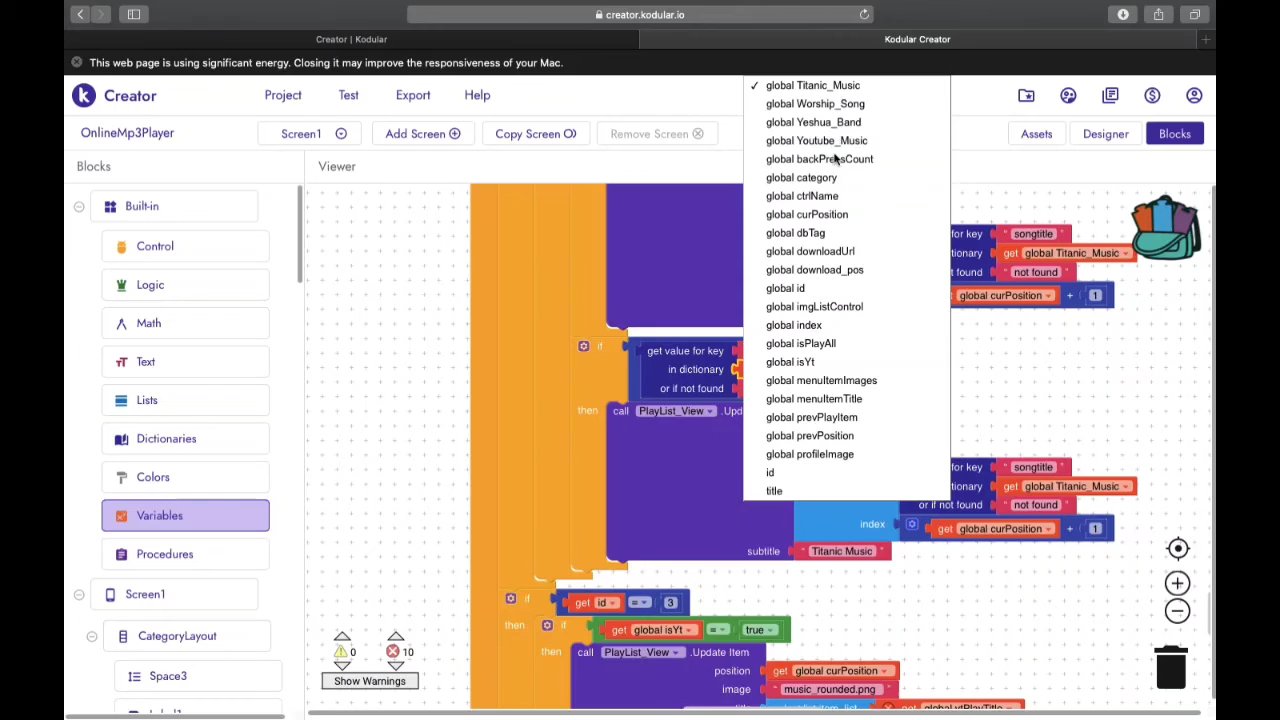 creator.kodular.io
Creator | Kodular
Kodular Creator
This web page is using significant energy. Closing it may improve the responsiveness of your Mac.
Creator
Project
Test
Export
Help
OnlineMp3Player
Screen1
Add Screen
Copy Screen
Remove Screen
Assets
Designer
Blocks
Blocks
Viewer
Built-in
Control
Logic
Math
Text
Lists
Dictionaries
Colors
Variables
Procedures
Screen1
CategoryLayout
Space3
✓ global Titanic_Music
global Worship_Song
global Yeshua_Band
global Youtube_Music
global backPressCount
global category
global ctrlName
global curPosition
global dbTag
global downloadUrl
global download_pos
global id
global imgListControl
global index
global isPlayAll
global isYt
global menuItemImages
global menuItemTitle
global prevPlayItem
global prevPosition
global profileImage
id
title
for key " songtitle "
dictionary get global Titanic_Music
t found " not found "
global curPosition + 1
if get value for key
in dictionary
or if not found
then call PlayList_View .Upd
for key " songtitle "
get global Titanic_Music
or if not found " not found "
index get global curPosition + 1
subtitle " Titanic Music "
if get id = 3
then if get global isYt = true
then call PlayList_View .Update Item
position get global curPosition
image " music_rounded.png "
get global ytPlayTitle
0
10
Show Warnings